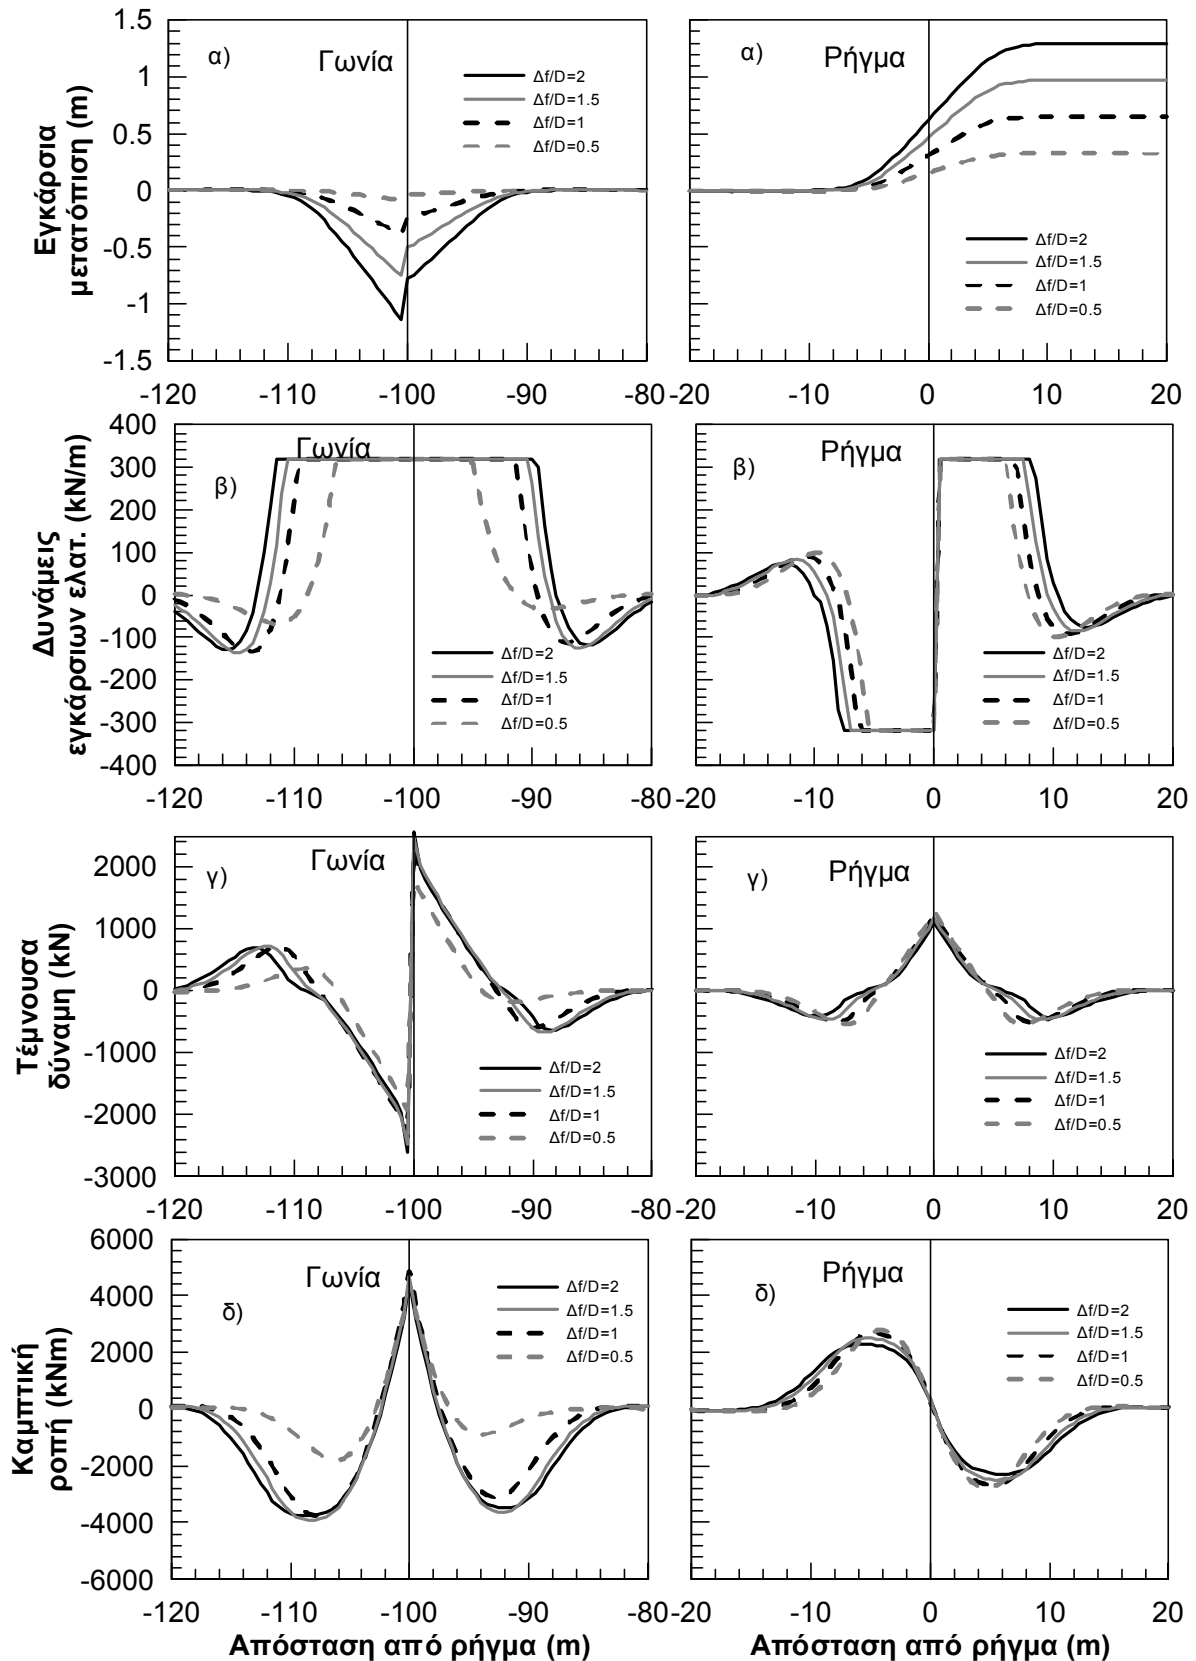 Εγκάρσια
μετατόπιση (m)
1.5
1
0.5
0
-0.5
-1
-1.5
α)
Γωνία
Δf/D=2
Δf/D=1.5
Δf/D=1
Δf/D=0.5
-120 -110 -100 -90 -80
α)
Ρήγμα
Δf/D=2
Δf/D=1.5
Δf/D=1
Δf/D=0.5
-20 -10 0 10 20
Δυνάμεις
εγκάρσιων ελατ. (kN/m)
400
300
200
100
0
-100
-200
-300
-400
Γωνία
β)
Δf/D=2
Δf/D=1.5
Δf/D=1
Δf/D=0.5
-120 -110 -100 -90 -80
Ρήγμα
β)
Δf/D=2
Δf/D=1.5
Δf/D=1
Δf/D=0.5
-20 -10 0 10 20
Τέμνουσα
δύναμη (kN)
2000
1000
0
-1000
-2000
-3000
Γωνία
γ)
Δf/D=2
Δf/D=1.5
Δf/D=1
Δf/D=0.5
-120 -110 -100 -90 -80
Ρήγμα
γ)
Δf/D=2
Δf/D=1.5
Δf/D=1
Δf/D=0.5
-20 -10 0 10 20
Καμπτική
ροπή (kNm)
6000
4000
2000
0
-2000
-4000
-6000
Γωνία
δ)
Δf/D=2
Δf/D=1.5
Δf/D=1
Δf/D=0.5
-120 -110 -100 -90 -80
Απόσταση από ρήγμα (m)
Ρήγμα
δ)
Δf/D=2
Δf/D=1.5
Δf/D=1
Δf/D=0.5
-20 -10 0 10 20
Απόσταση από ρήγμα (m)